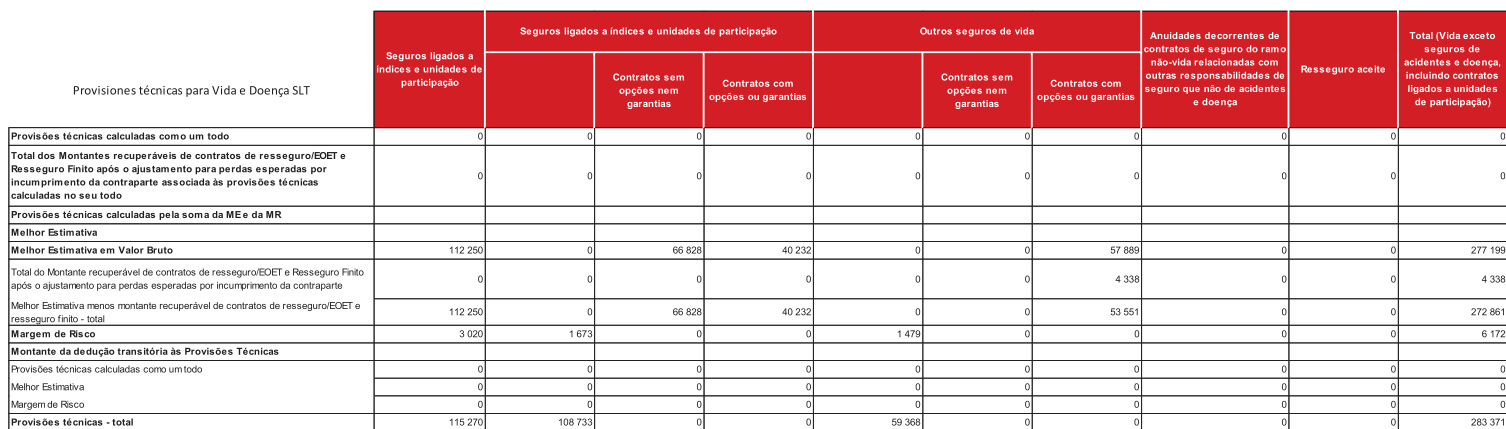 Provisiones técnicas para Vida e Doença SLT
Seguros ligados a
índices e unidades de
participação
Seguros ligados a índices e unidades de participação
Contratos sem
opções nem
garantias
Contratos com
opções ou garantias
Outros seguros de vida
Contratos sem
opções nem
garantias
Contratos com
opções ou garantias
Anuidades decorrentes de
contratos de seguro do ramo
não-vida relacionadas com
outras responsabilidades de
seguro que não de acidentes
e doença
Resseguro aceite
Total (Vida exceto
seguros de
acidentes e doença,
incluindo contratos
ligados a unidades
de participação)
Provisões técnicas calculadas como um todo 0 0 0 0 0 0 0 0 0 0
Total dos Montantes recuperáveis de contratos de resseguro/EOET e
Resseguro Finito após o ajustamento para perdas esperadas por
incumprimento da contraparte associada às provisões técnicas
calculadas no seu todo
0 0 0 0 0 0 0 0 0 0
Provisões técnicas calculadas pela soma da ME e da MR
Melhor Estimativa
Melhor Estimativa em Valor Bruto 112 250 0 66 828 40 232 0 0 57 889 0 0 277 199
Total do Montante recuperável de contratos de resseguro/EOET e Resseguro Finito
após o ajustamento para perdas esperadas por incumprimento da contraparte
0 0 0 0 0 0 4 338 0 0 4 338
Melhor Estimativa menos montante recuperável de contratos de resseguro/EOET e
resseguro finito - total
112 250 0 66 828 40 232 0 0 53 551 0 0 272 861
Margem de Risco 3 020 1 673 0 0 1 479 0 0 0 0 6 172
Montante da dedução transitória às Provisões Técnicas
Provisões técnicas calculadas como um todo 0 0 0 0 0 0 0 0 0 0
Melhor Estimativa 0 0 0 0 0 0 0 0 0 0
Margem de Risco 0 0 0 0 0 0 0 0 0 0
Provisões técnicas - total 115 270 108 733 0 0 59 368 0 0 0 0 283 371